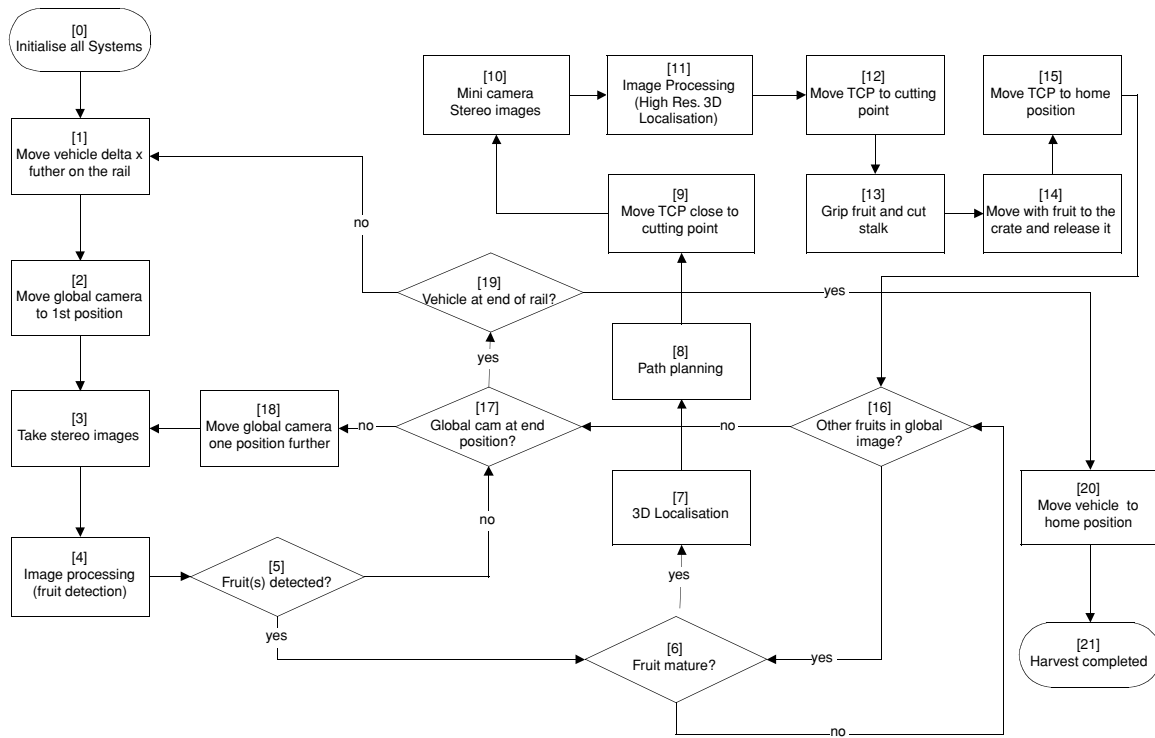 [0]
Initialise all Systems
[1]
Move vehicle delta x
futher on the rail
[2]
Move global camera
to 1st position
[3]
Take stereo images
[4]
Image processing
(fruit detection)
[5]
Fruit(s) detected?
yes
no
[6]
Fruit mature?
yes
no
[7]
3D Localisation
[8]
Path planning
[9]
Move TCP close to
cutting point
[10]
Mini camera
Stereo images
[11]
Image Processing
(High Res. 3D
Localisation)
[12]
Move TCP to cutting
point
[13]
Grip fruit and cut
stalk
[14]
Move with fruit to the
crate and release it
[15]
Move TCP to home
position
[16]
Other fruits in global
image?
yes
no
[17]
Global cam at end
position?
yes
no
[18]
Move global camera
one position further
[19]
Vehicle at end of rail?
no
yes
[20]
Move vehicle to
home position
[21]
Harvest completed